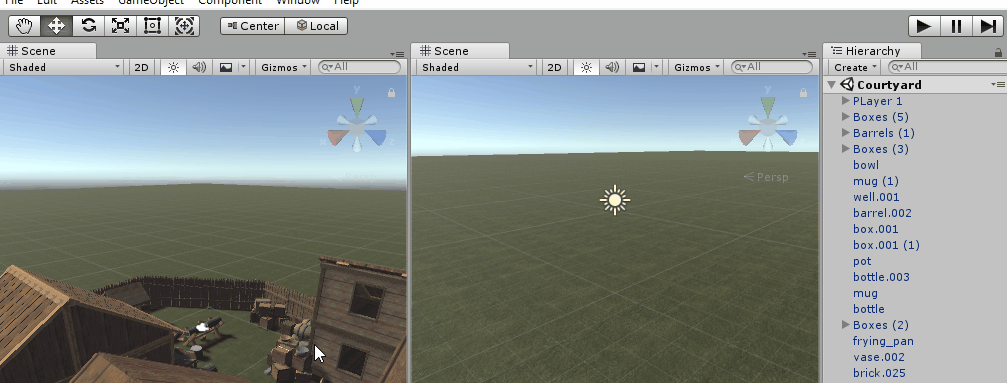 File Edit Assets GameObject Component Window Help
Center Local
Scene
Shaded 2D Gizmos All
y
Scene
Shaded 2D Gizmos All
y
Persp
Hierarchy
Create All
Courtyard
PLayer 1
Boxes (5)
Barrels (1)
Boxes (3)
bowl
mug (1)
well.001
barrel.002
box.001
box.001 (1)
pot
bottle.003
mug
bottle
Boxes (2)
frying_pan
vase.002
brick.025